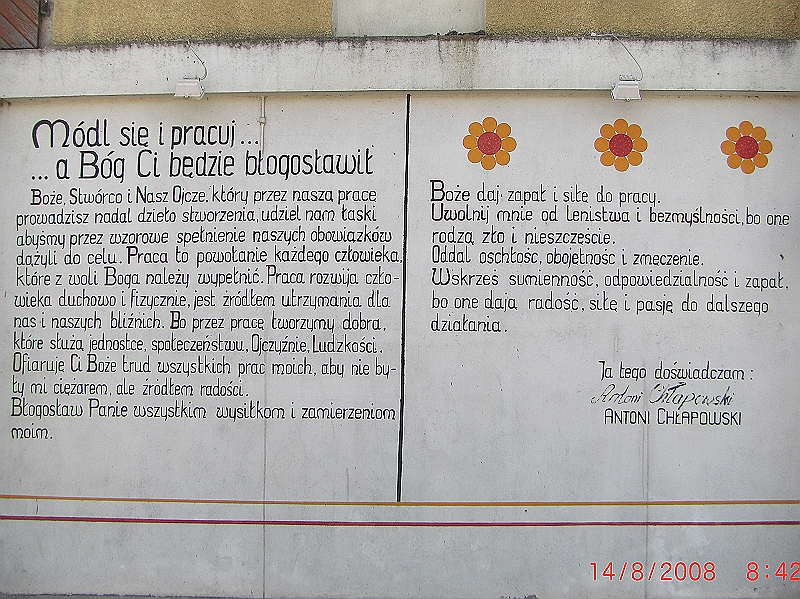 Módl się i pracuj...
...a Bóg Ci będzie błogosławił
Boże, Stwórco i Nasz Ojcze, który przez naszą pracę
prowadzisz nadal dzieło stworzenia, udziel nam łaski
abyśmy przez wzorowe spełnienie naszych obowiązków
dążyli do celu. Praca to powołanie każdego człowieka,
które z woli Boga należy wypełnić. Praca rozwija czło-
wieka duchowo i fizycznie, jest źródłem utrzymania dla
nas i naszych bliźnich. Bo przez pracę tworzymy dobra,
które służą jednostce, społeczeństwu, Ojczyźnie, Ludzkości.
Ofiaruję Ci Boże trud wszystkich prac moich, aby nie by-
ły mi ciężarem, ale źródłem radości.
Błogosław Panie wszystkim wysiłkom i zamierzeniom
moim.
Boże daj zapał i siłę do pracy.
Uwolnij mnie od lenistwa i bezmyślności, bo one
rodzą zło i nieszczęście.
Oddal oschłość, obojętność i zmęczenie.
Wskrześ sumienność, odpowiedzialność i zapał,
bo one dają radość, siłę i pasję do dalszego
działania.
Ja tego doświadczam:
Antoni Chłapowski
ANTONI CHŁAPOWSKI
14/8/2008 8:42